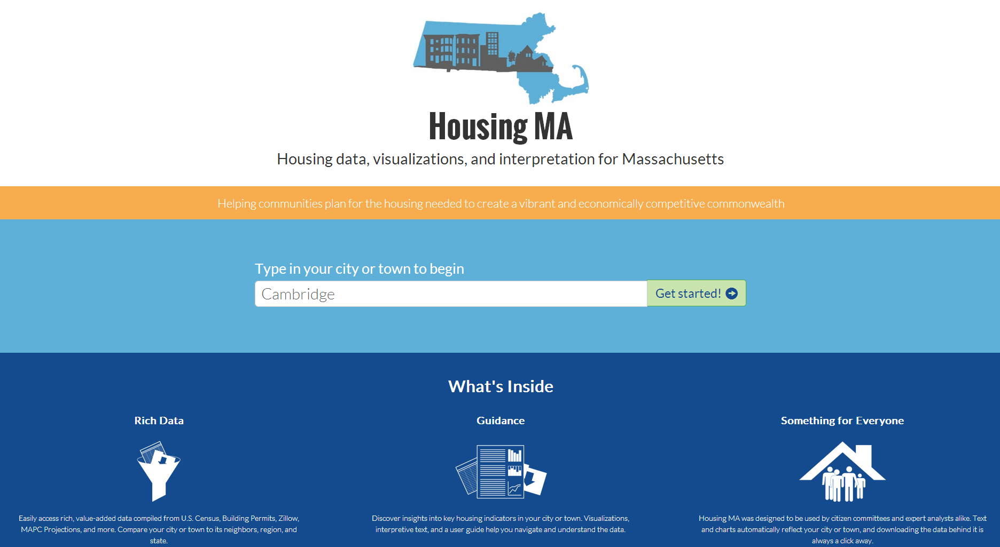 Housing MA
Housing data, visualizations, and interpretation for Massachusetts
Helping communities plan for the housing needed to create a vibrant and economically competitive commonwealth
Type in your city or town to begin
Cambridge
Get started!
What's Inside
Rich Data
Easily access rich, value-added data compiled from U.S. Census, Building Permits, Zillow,
MAPC Projections, and more. Compare your city or town to its neighbors, region, and
state.
Guidance
Discover insights into key housing indicators in your city or town. Visualizations,
interpretive text, and a user guide help you navigate and understand the data.
Something for Everyone
Housing MA was designed to be used by citizen committees and expert analysts alike. Text
and charts automatically reflect your city or town, and downloading the data behind it is
always a click away.